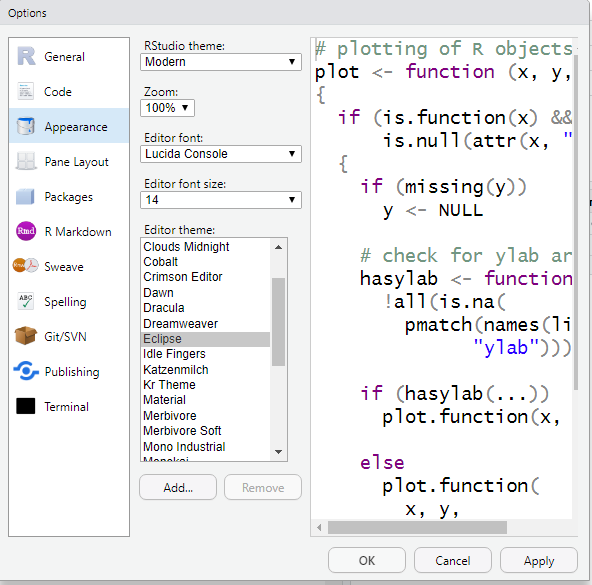 Options
General
Code
Appearance
Pane Layout
Packages
R Markdown
Sweave
Spelling
Git/SVN
Publishing
Terminal
RStudio theme:
Modern
Zoom:
100%
Editor font:
Lucida Console
Editor font size:
14
Editor theme:
Clouds Midnight
Cobalt
Crimson Editor
Dawn
Dracula
Dreamweaver
Eclipse
Idle Fingers
Katzenmilch
Kr Theme
Material
Merbivore
Merbivore Soft
Mono Industrial
Monokai
Add...
Remove
# plotting of R objects
plot <- function (x, y,
{
  if (is.function(x) &&
      is.null(attr(x, "
  {
    if (missing(y))
      y <- NULL
    # check for ylab ar
    hasylab <- function
      !all(is.na(
        pmatch(names(li
              "ylab")))
    if (hasylab(...))
      plot.function(x,
    else
      plot.function(
        x, y,
OK
Cancel
Apply